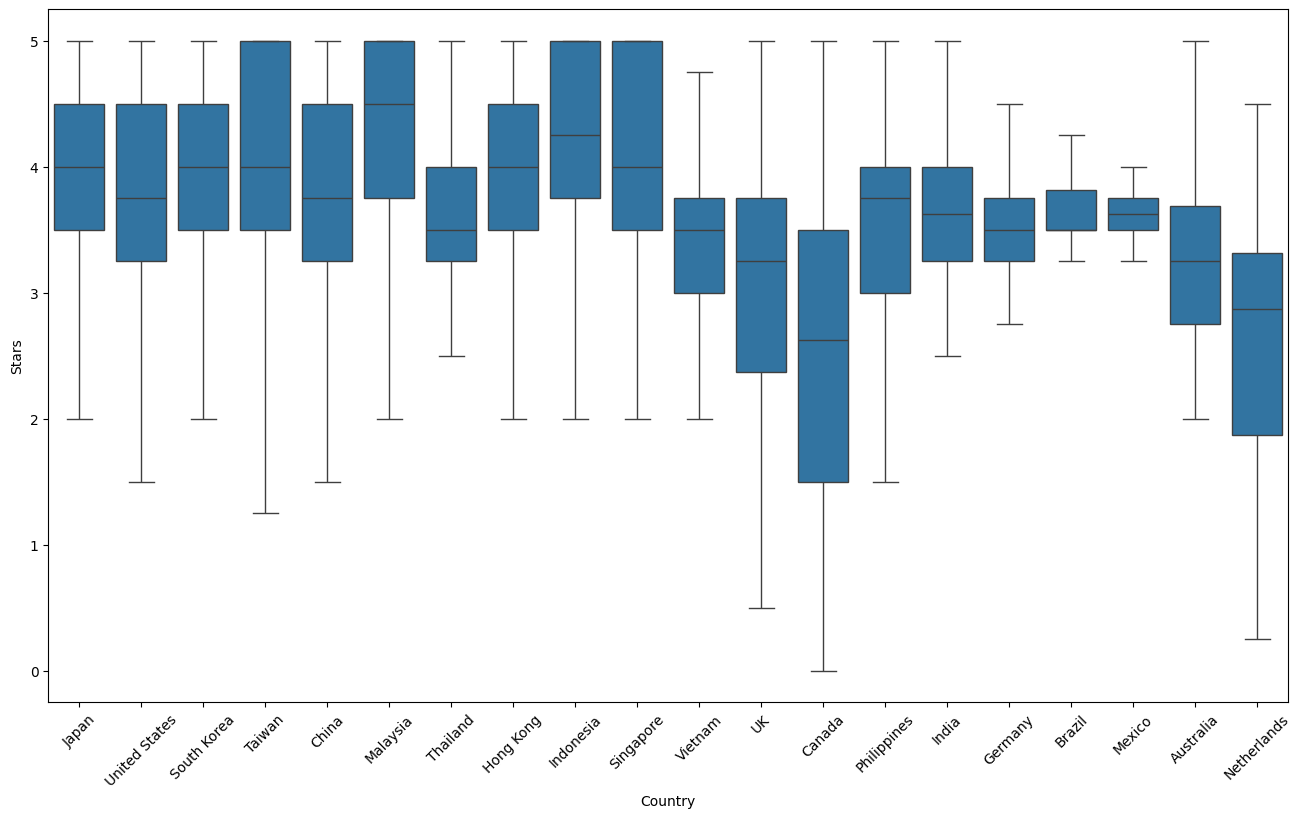 5
4
3
2
1
0
Stars
Japan
United States
South Korea
Taiwan
China
Malaysia
Thailand
Hong Kong
Indonesia
Singapore
Vietnam
UK
Canada
Philippines
India
Germany
Brazil
Mexico
Australia
Netherlands
Country